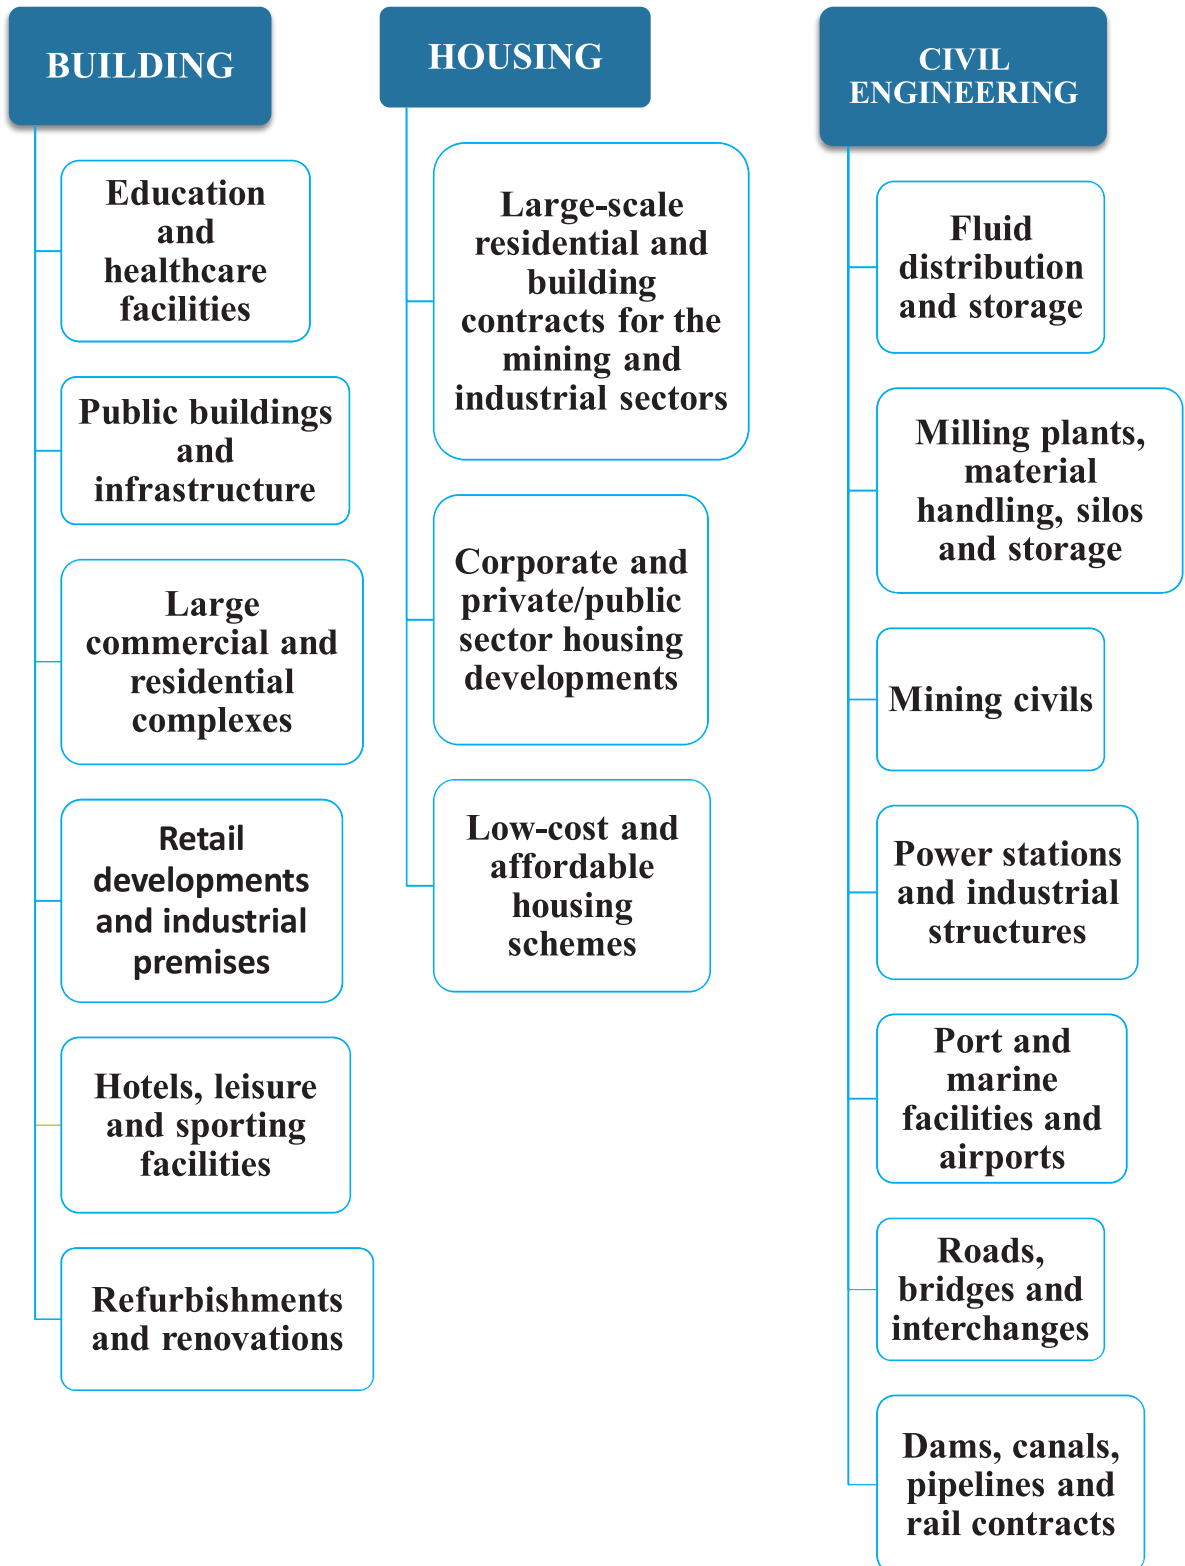 BUILDING
Education
and
healthcare
facilities
Public buildings
and
infrastructure
Large
commercial and
residential
complexes
Retail
developments
and industrial
premises
Hotels, leisure
and sporting
facilities
Refurbishments
and renovations
HOUSING
Large-scale
residential and
building
contracts for the
mining and
industrial sectors
Corporate and
private/public
sector housing
developments
Low-cost and
affordable
housing
schemes
CIVIL
ENGINEERING
Fluid
distribution
and storage
Milling plants,
material
handling, silos
and storage
Mining civils
Power stations
and industrial
structures
Port and
marine
facilities and
airports
Roads,
bridges and
interchanges
Dams, canals,
pipelines and
rail contracts